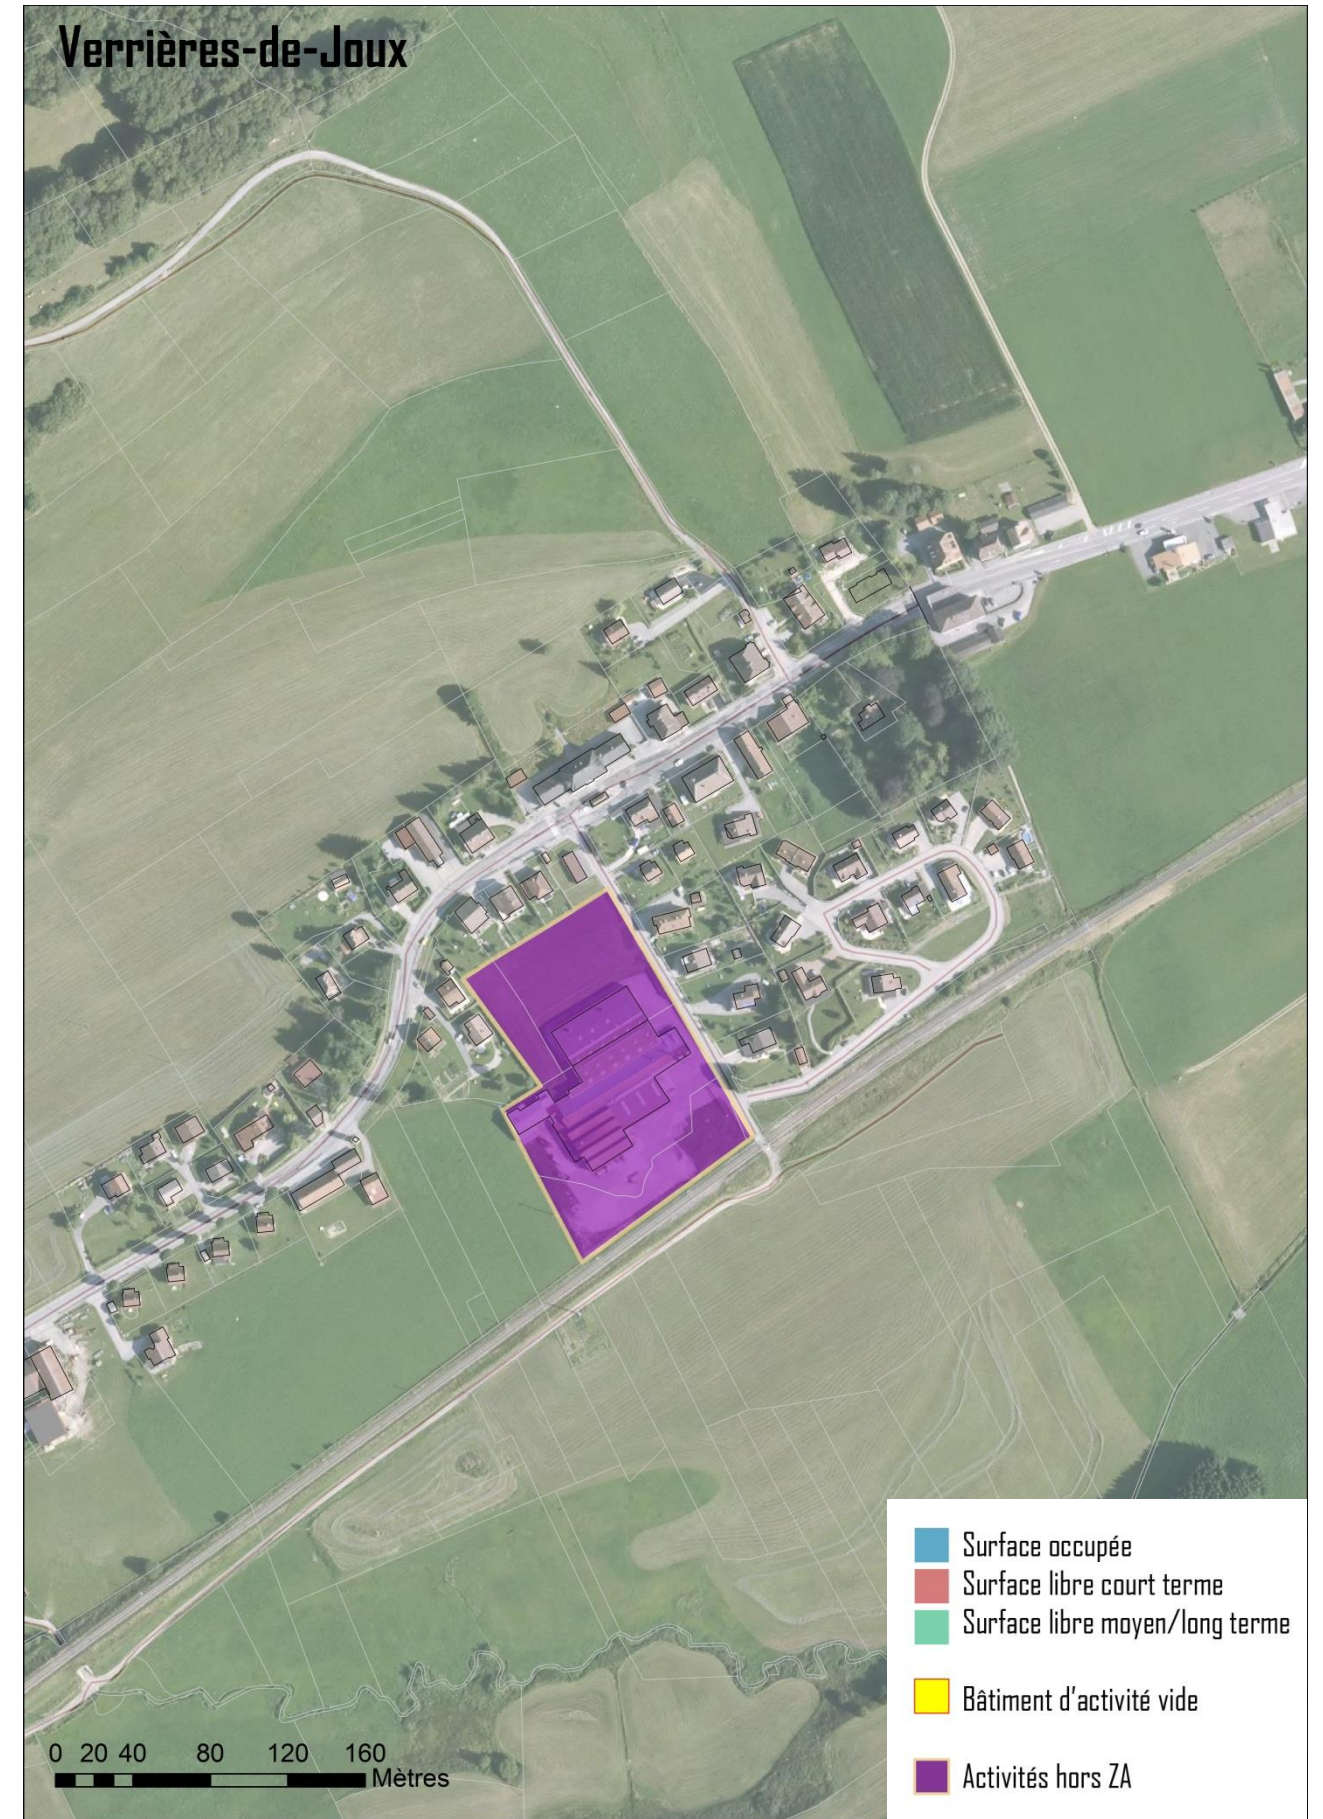 Verrières-de-Joux
Surface occupée
Surface libre court terme
Surface libre moyen/long terme
Bâtiment d'activité vide
Activités hors ZA
0 20 40 80 120 160
Mètres